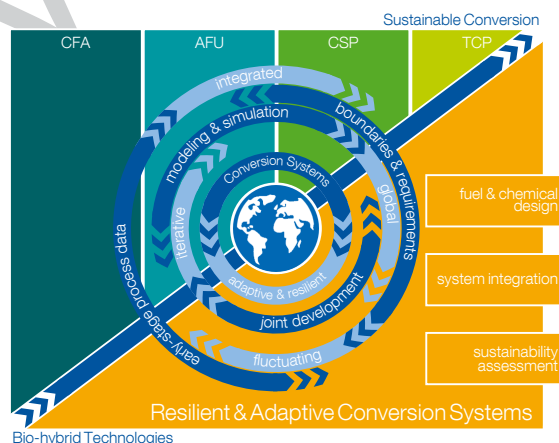 Sustainable Conversion
CFA
AFU
CSP
TCP
integrated
boundaries & requirements
modeling & simulation
Conversion Systems
global
Iterative
adaptive & resilient
joint development
fluctuating
early-stage process data
fuel & chemical
design
system integration
sustainability
assessment
Resilient & Adaptive Conversion Systems
Bio-hybrid Technologies